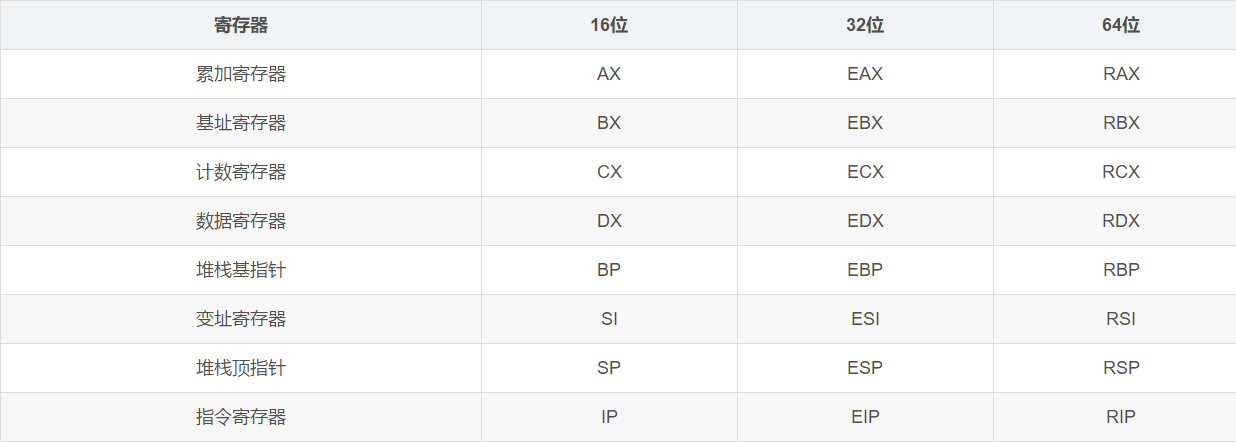 寄存器 16位 32位 64位
累加寄存器 AX EAX RAX
基址寄存器 BX EBX RBX
计数寄存器 CX ECX RCX
数据寄存器 DX EDX RDX
堆栈基指针 BP EBP RBP
变址寄存器 SI ESI RSI
堆栈顶指针 SP ESP RSP
指令寄存器 IP EIP RIP